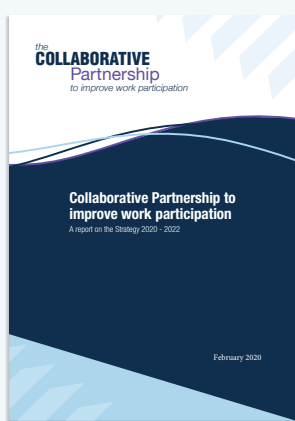 the
COLLABORATIVE
Partnership
to improve work participation
Collaborative Partnership to
improve work participation
A report on the Strategy 2020 - 2022
February 2020